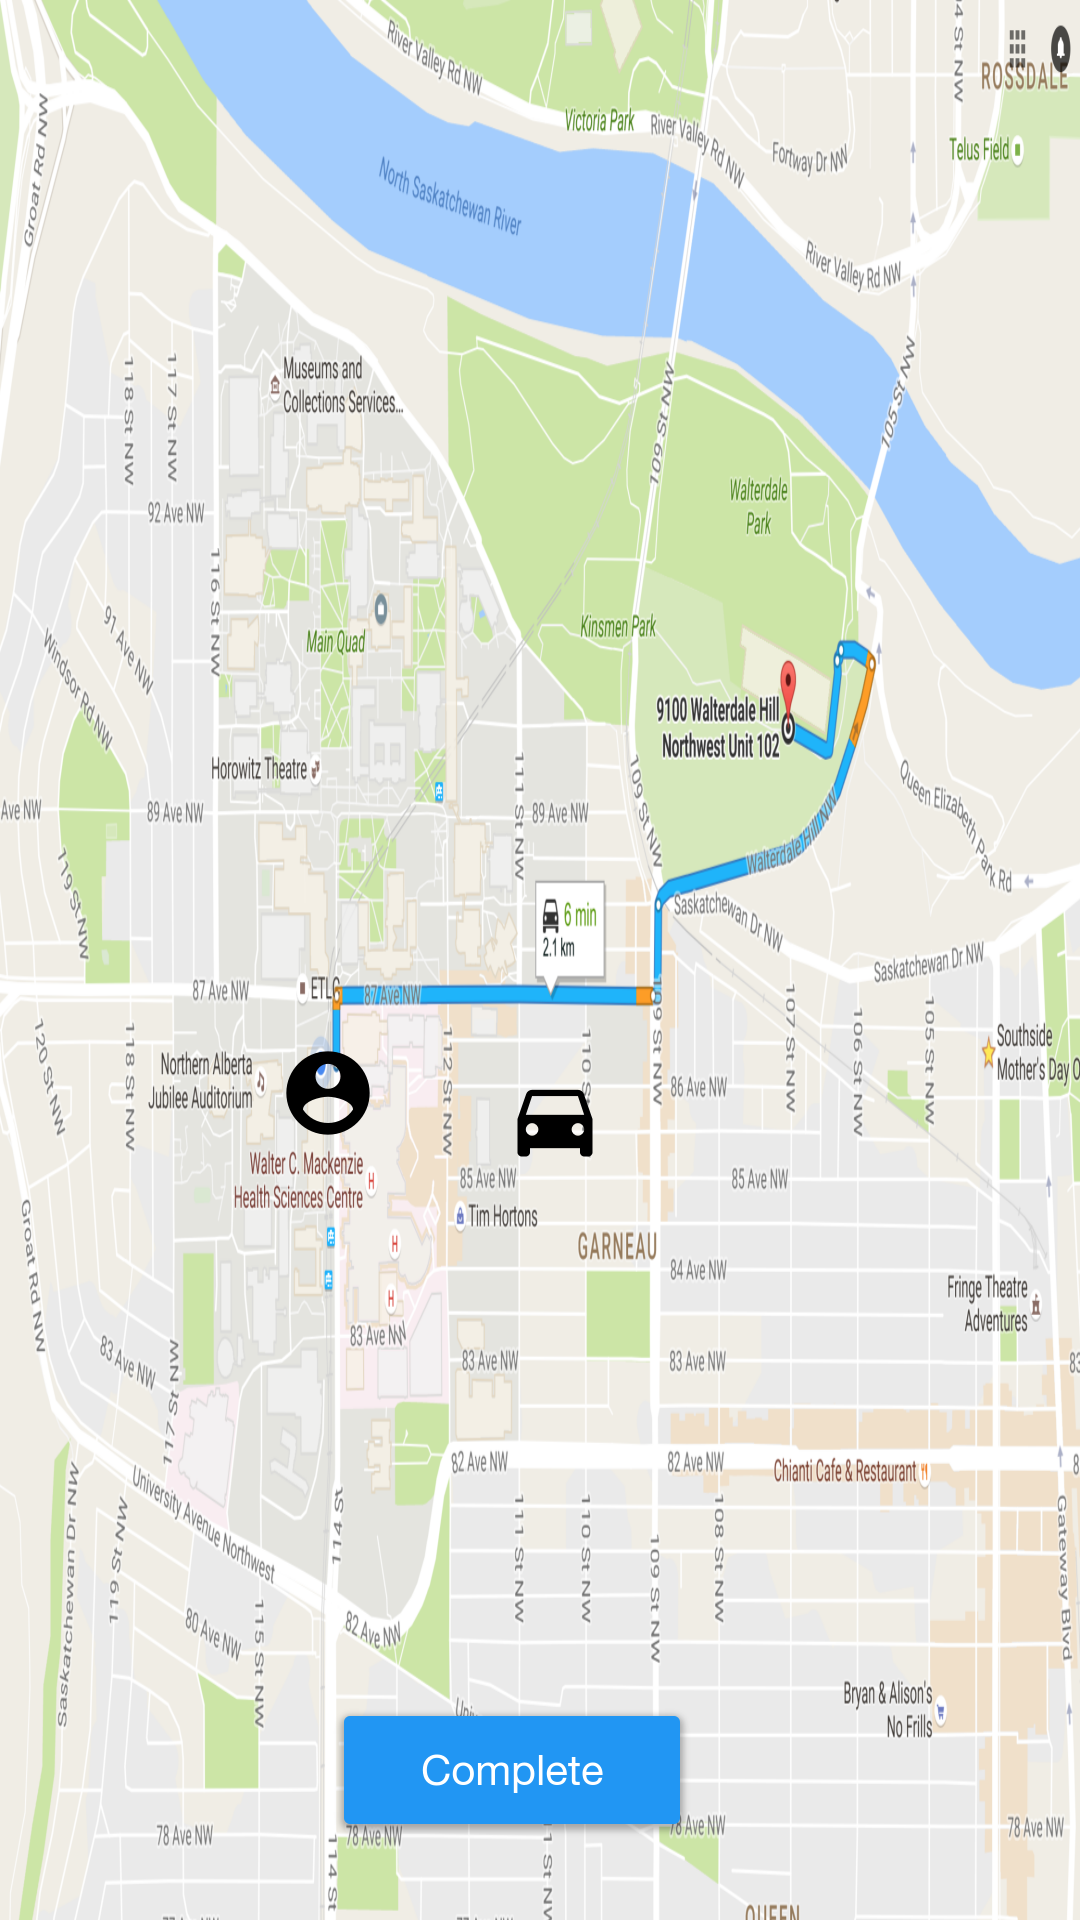 River Valley Rd NW
Groat Rd NW
ROSSDALE
Victoria Park
River Valley Rd NW
Fortway Dr NW
Telus Field
North Saskatchewan River
River Valley Rd NW
105 St NW
Museums and
Collections Services...
118 St NW
117 St NW
109 St NW
92 Ave NW
Walterdale
Park
116 St NW
91 Ave NW
Windsor Rd NW
Main Quad
Kinsmen Park
9100 Walterdale Hill
Northwest Unit 102
Horowitz Theatre
111 St NW
109 St NW
Queen Elizabeth Park Rd
Ave NW
89 Ave NW
89 Ave NW
Walterdale Hill NW
119 St NW
6 min
2.1 km
Saskatchewan Dr NW
Saskatchewan Dr NW
87 Ave NW
87 Ave NW
120 St NW
118 St NW
112 St NW
107 St NW
106 St NW
105 St NW
Southside
Mother's Day O
Northern Alberta
Jubilee Auditorium
86 Ave NW
Walter C. Mackenzie
Health Sciences Centre
85 Ave NW
85 Ave NW
Tim Hortons
GARNEAU
84 Ave NW
Groat Rd NW
Fringe Theatre
Adventures
83 Ave NW
83 Ave NW
83 Ave NW
83 Ave NW
117 St NW
82 Ave NW
82 Ave NW
Chianti Cafe & Restaurant
University Avenue Northwest
Saskatchewan Dr NW
119 St NW
114 St
111 St NW
110 St NW
109 St NW
108 St NW
Gateway Blvd
80 Ave NW
115 St NW
82 Ave NW
Bryan & Alison's
No Frills
Complete
78 Ave NW
78 Ave NW
78 Ave NW
78 Ave NW
114 St
QUEEN